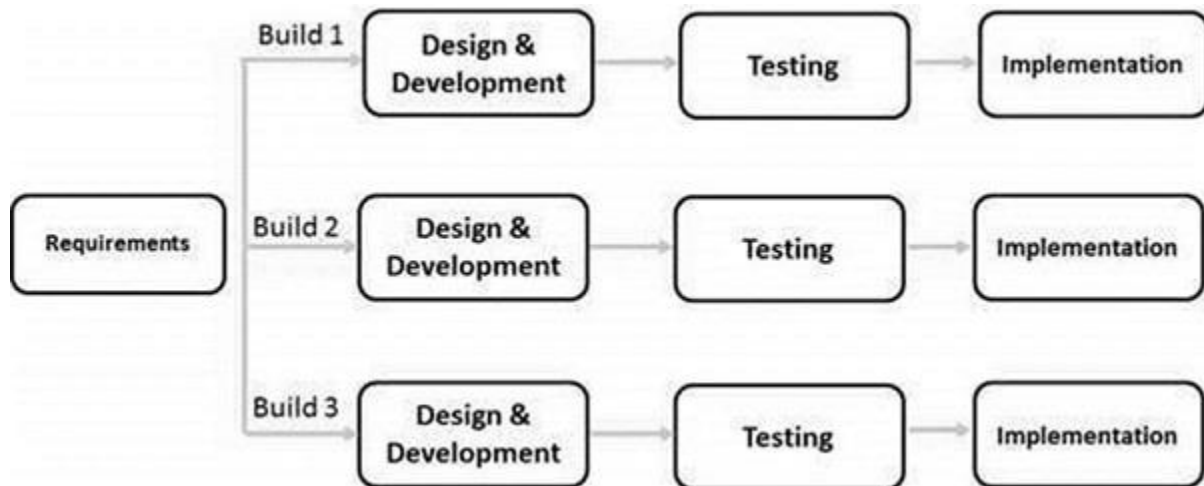 Build 1
Design &
Development
Testing
Implementation
Requirements
Build 2
Design &
Development
Testing
Implementation
Build 3
Design &
Development
Testing
Implementation